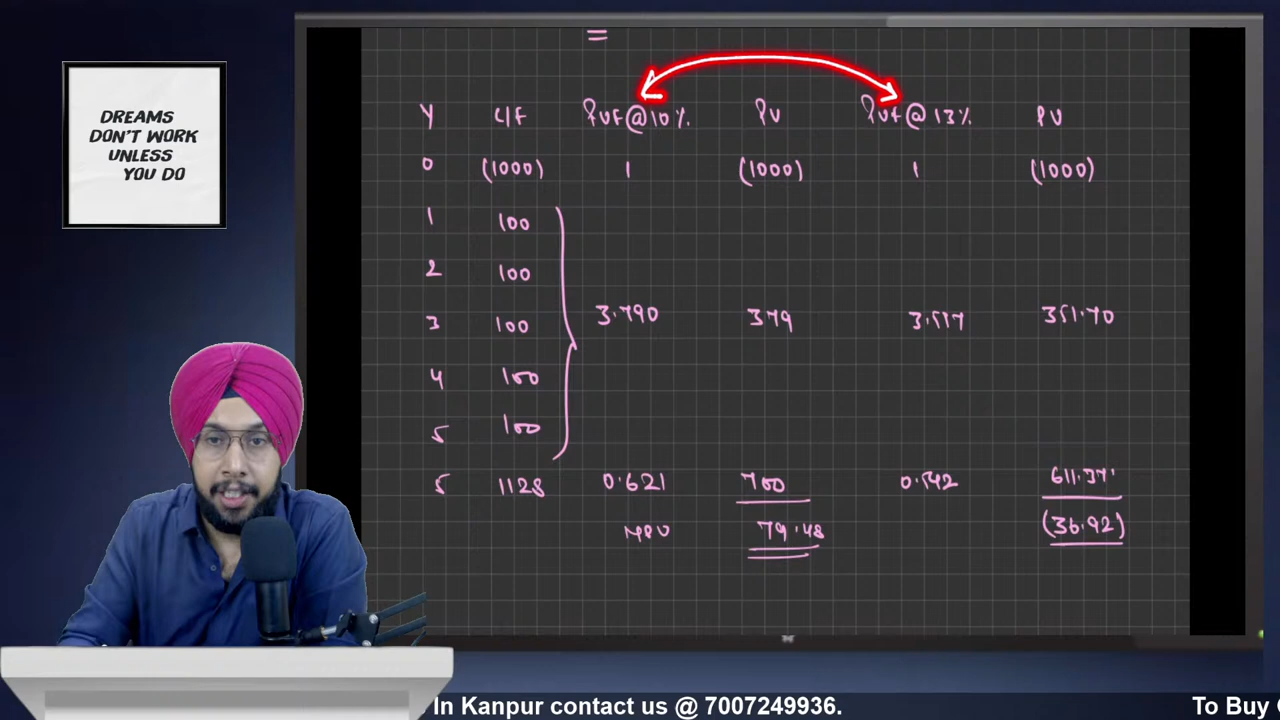 DREAMS
DON'T WORK
UNLESS
YOU DO
=
Y C/F PVF@10% PV PVF@13% PV
0 (1000) 1 (1000) 1 (1000)
1 100
2 100
3 100 3.790 379 3.517 351.70
4 100
5 100
5 1128 0.621 700 0.542 611.37
NPV 79.48 (36.92)
In Kanpur contact us @ 7007249936. To Buy